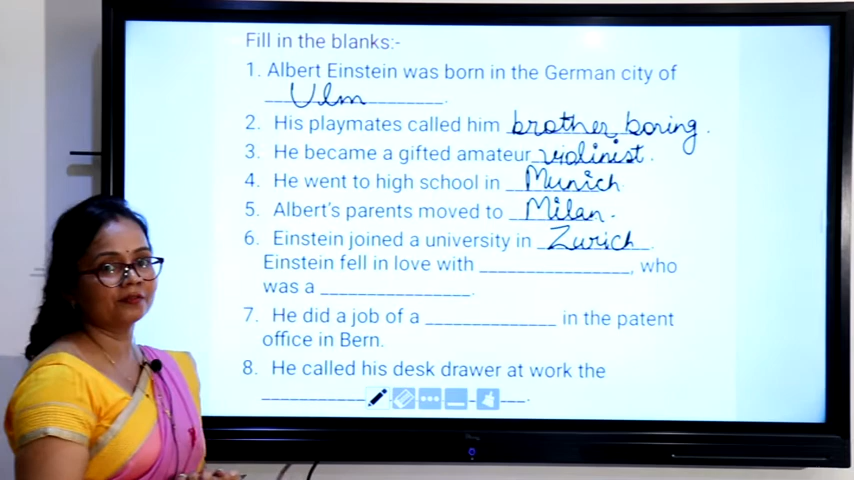 Fill in the blanks:-
1. Albert Einstein was born in the German city of
Ulm.
2. His playmates called him brother boring.
3. He became a gifted amateur violinist.
4. He went to high school in Munich.
5. Albert's parents moved to Milan.
6. Einstein joined a university in Zurich.
Einstein fell in love with ________________, who
was a ________________.
7. He did a job of a ______________ in the patent
office in Bern.
8. He called his desk drawer at work the
___________.